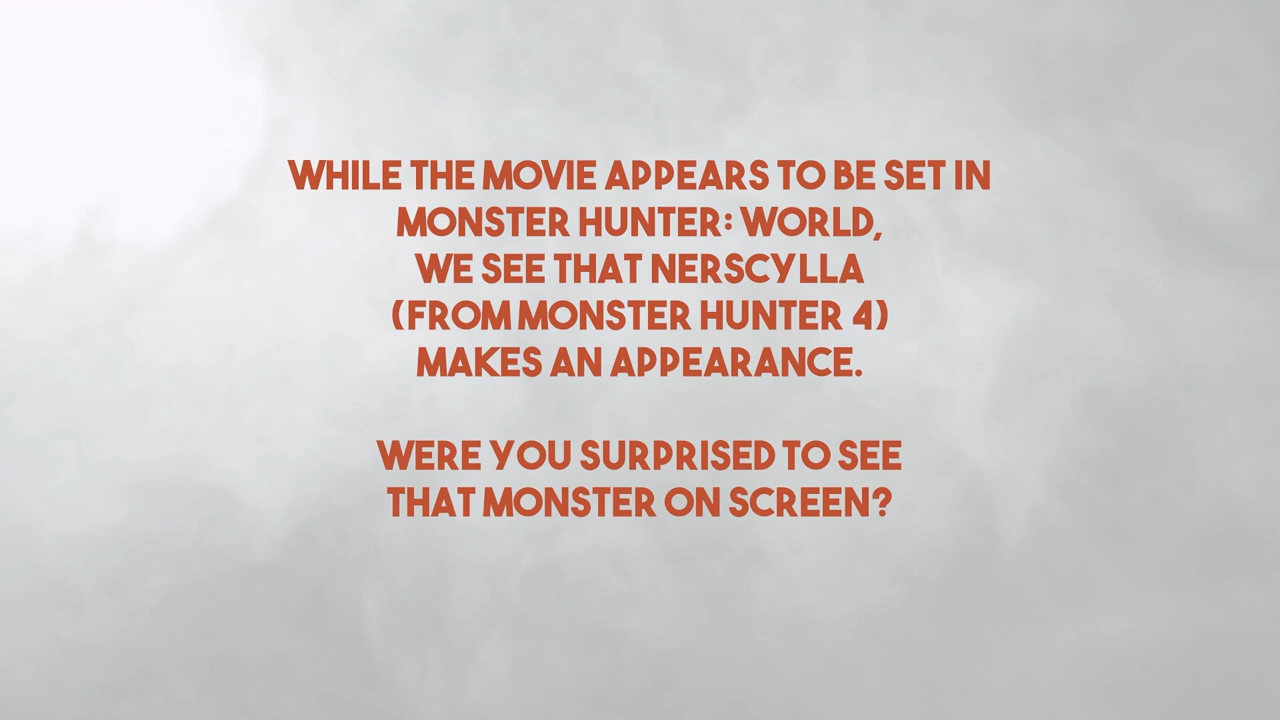 WHILE THE MOVIE APPEARS TO BE SET IN
MONSTER HUNTER: WORLD,
WE SEE THAT NERSCYLLA
(FROM MONSTER HUNTER 4)
MAKES AN APPEARANCE.
WERE YOU SURPRISED TO SEE
THAT MONSTER ON SCREEN?